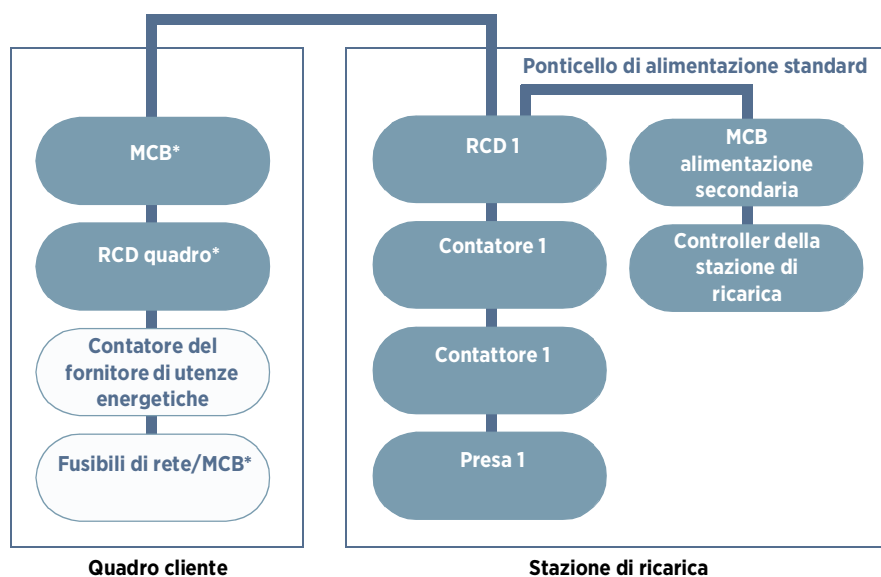 Ponticello di alimentazione standard
MCB*
RCD quadro*
Contatore del
fornitore di utenze
energetiche
Fusibili di rete/MCB*
RCD 1
Contatore 1
Contattore 1
Presa 1
MCB
alimentazione
secondaria
Controller della
stazione di
ricarica
Quadro cliente
Stazione di ricarica